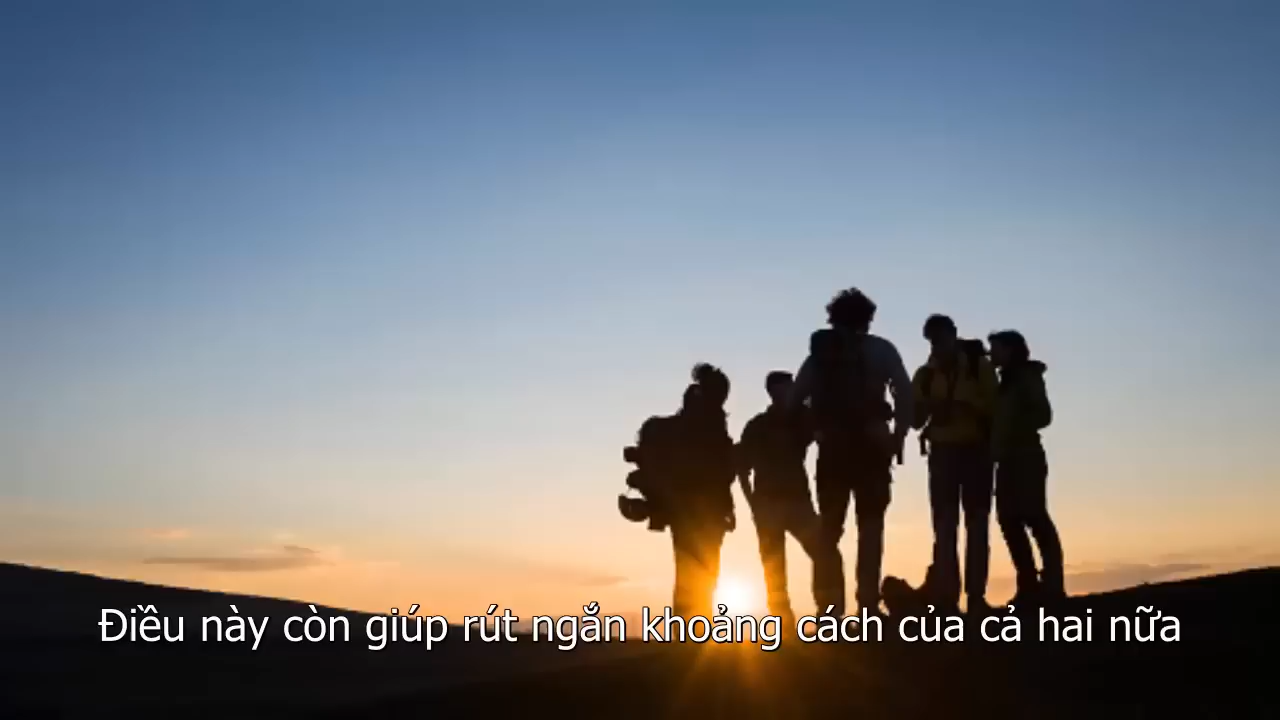 Điều này còn giúp rút ngắn khoảng cách của cả hai nữa